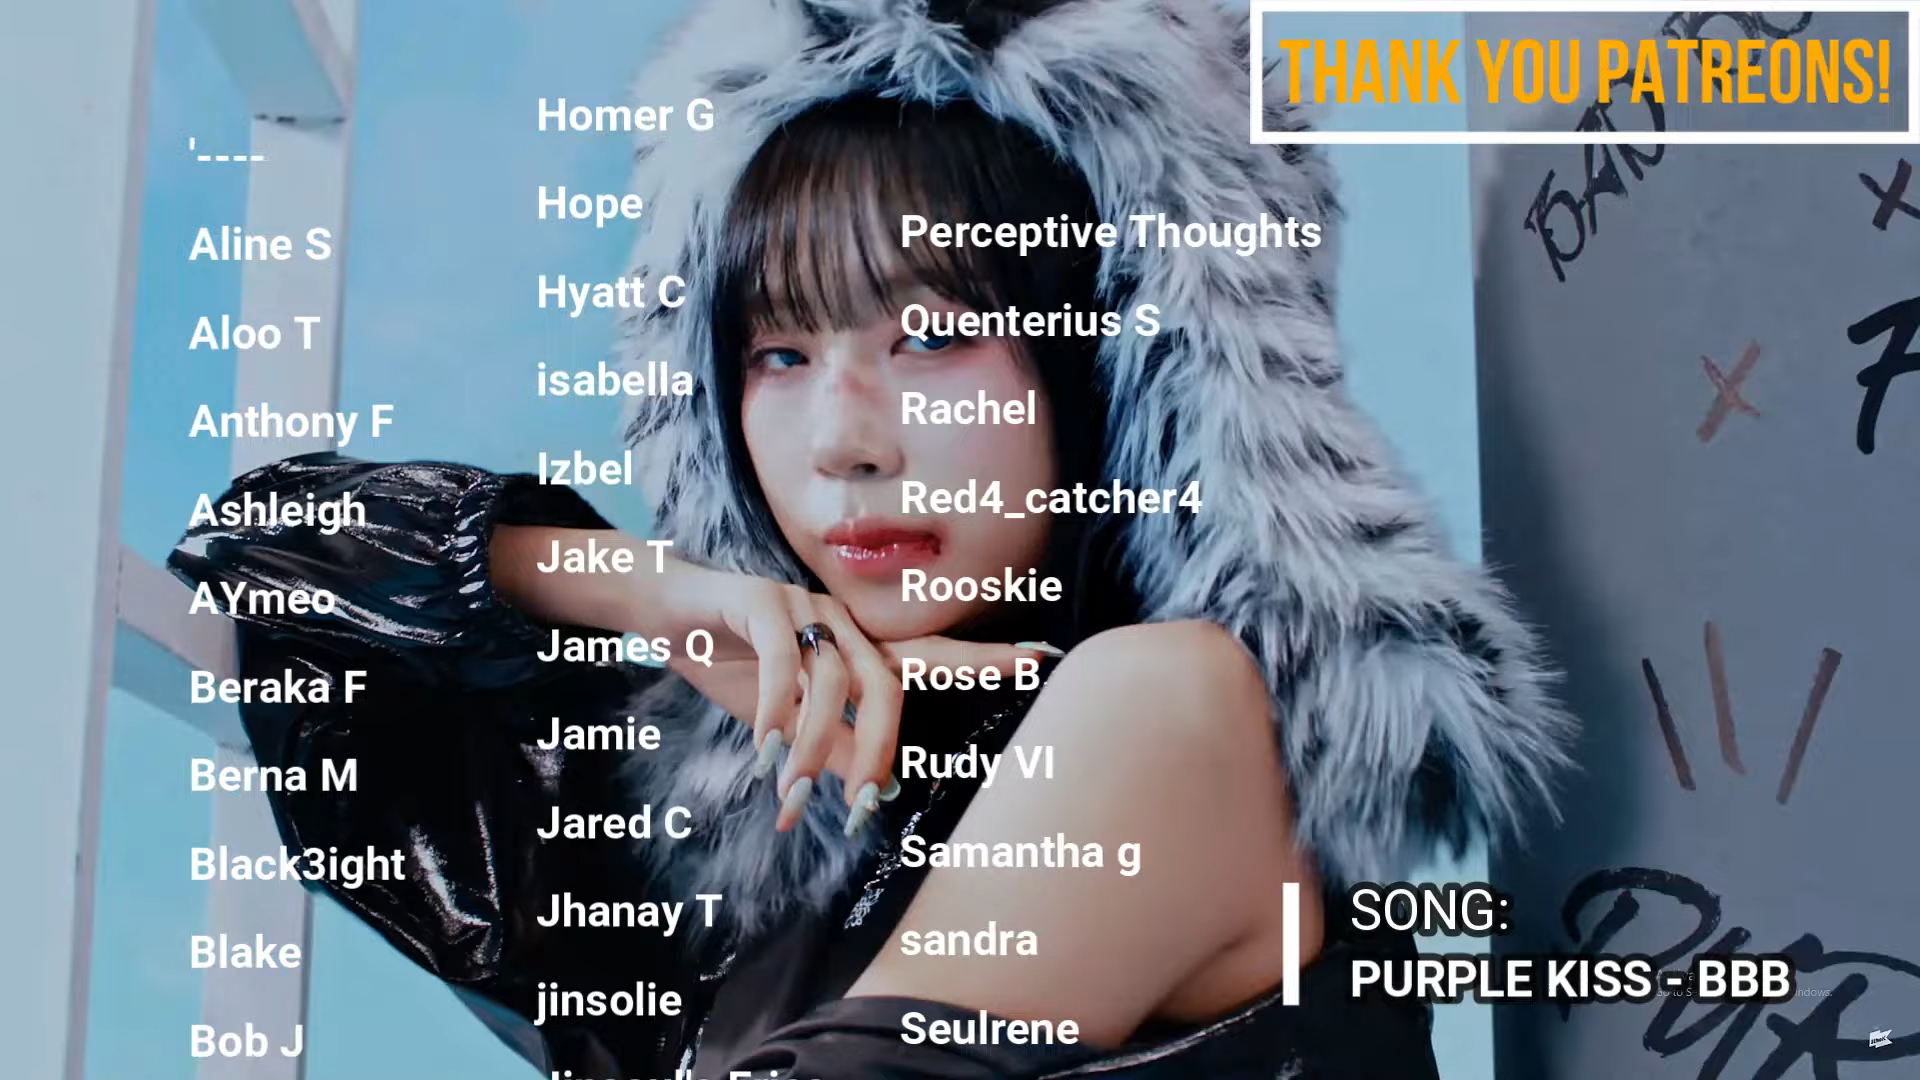 THANK YOU PATREONS!
'----
Aline S
Aloo T
Anthony F
Ashleigh
AYmeo
Beraka F
Berna M
Black3ight
Blake
Bob J
Homer G
Hope
Hyatt C
isabella
Izbel
Jake T
James Q
Jamie
Jared C
Jhanay T
jinsolie
Perceptive Thoughts
Quenterius S
Rachel
Red4_catcher4
Rooskie
Rose B
Rudy VI
Samantha g
sandra
Seulrene
SONG:
PURPLE KISS - BBB